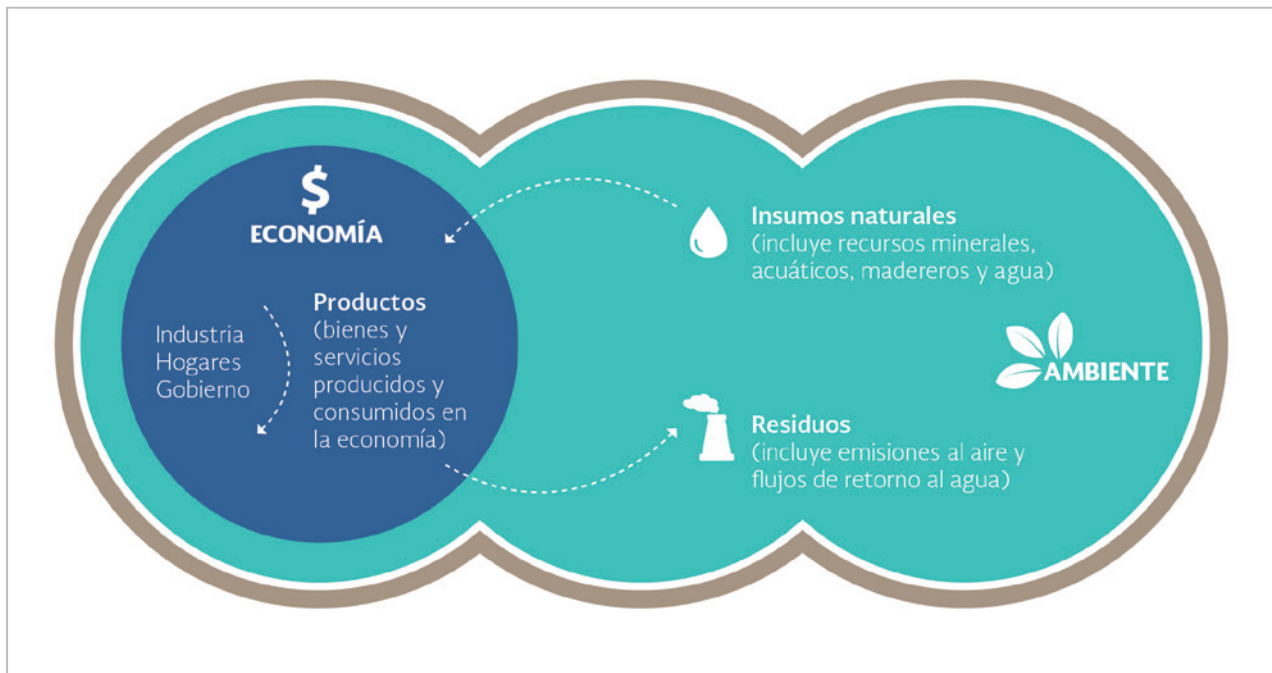 $
ECONOMÍA
Industria
Hogares
Gobierno
Productos
(bienes y
servicios
producidos y
consumidos en
la economía)
Insumos naturales
(incluye recursos minerales,
acuáticos, madereros y agua)
Residuos
(incluye emisiones al aire y
flujos de retorno al agua)
AMBIENTE